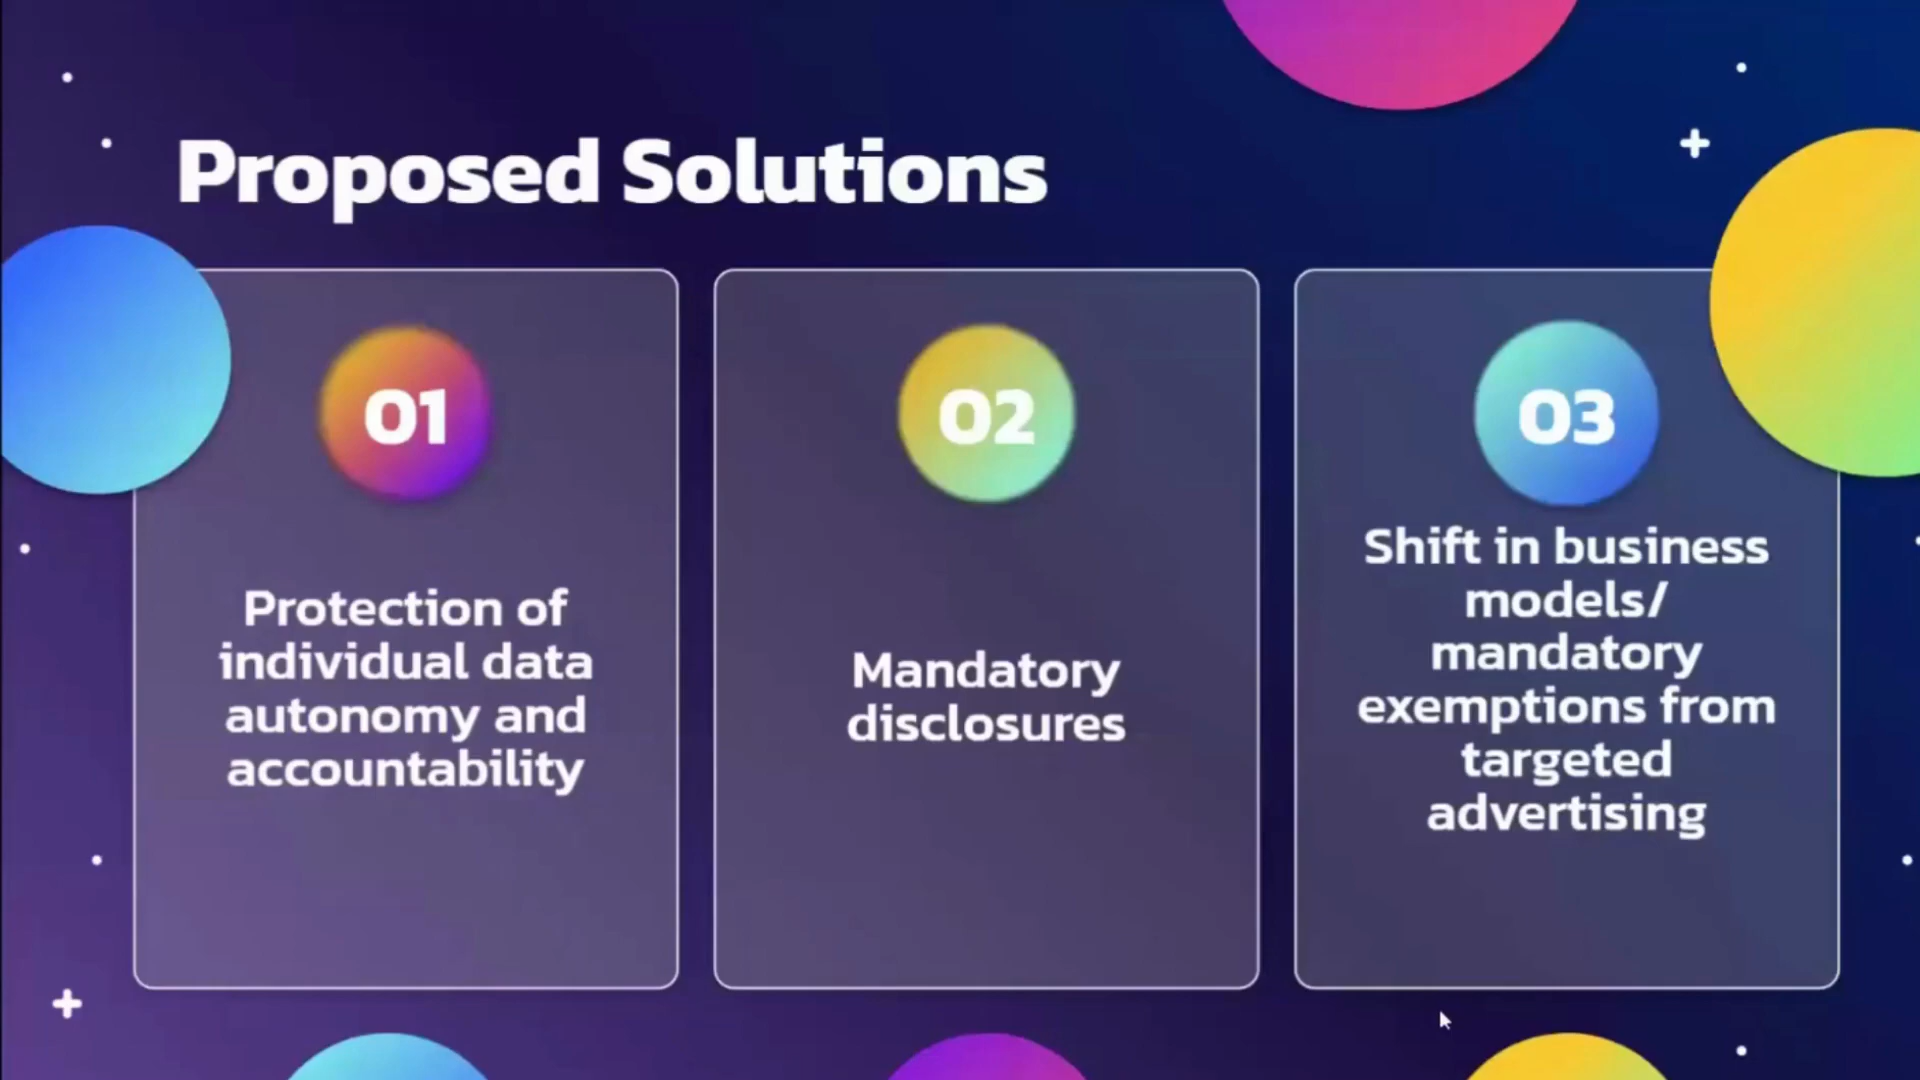 Proposed Solutions
01
Protection of
individual data
autonomy and
accountability
02
Mandatory
disclosures
03
Shift in business
models/
mandatory
exemptions from
targeted
advertising